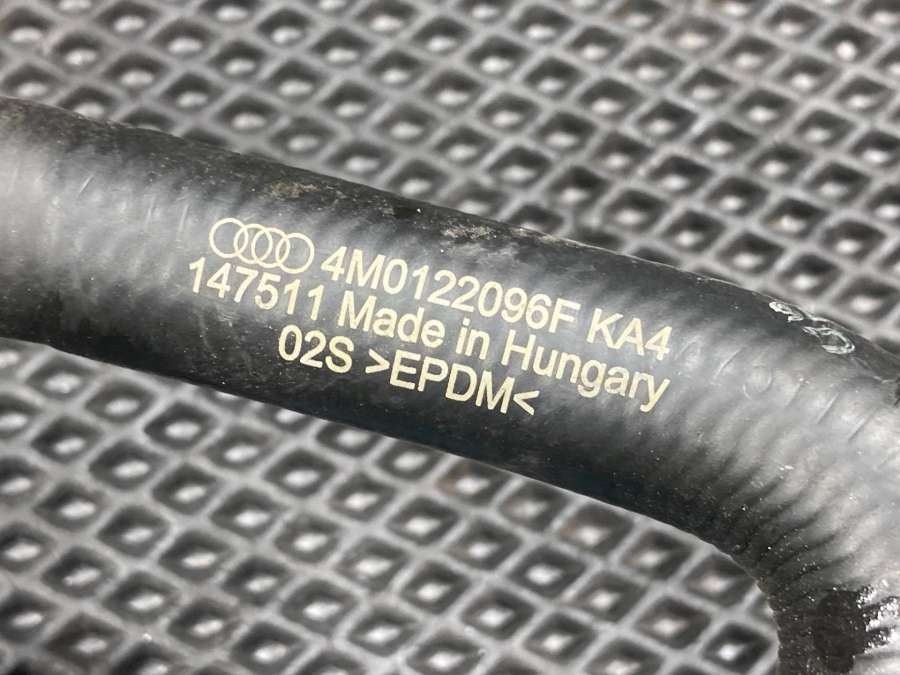 4M0122096F KA4
147511 Made in Hungary
02S >EPDM<